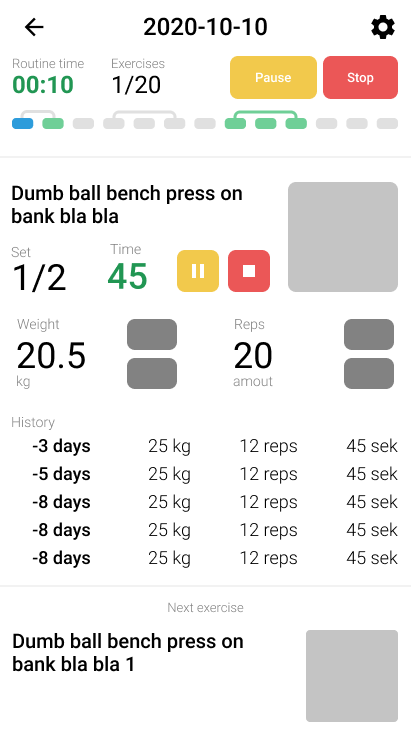 2020-10-10
Routine time
Exercises
00:10
1/20
Pause
Stop
Dumb ball bench press on
bank bla bla
Set
Time
1/2
45
Weight
Reps
20.5
20
kg
amout
History
-3 days 25 kg 12 reps 45 sek
-5 days 25 kg 12 reps 45 sek
-8 days 25 kg 12 reps 45 sek
-8 days 25 kg 12 reps 45 sek
-8 days 25 kg 12 reps 45 sek
Next exercise
Dumb ball bench press on
bank bla bla 1